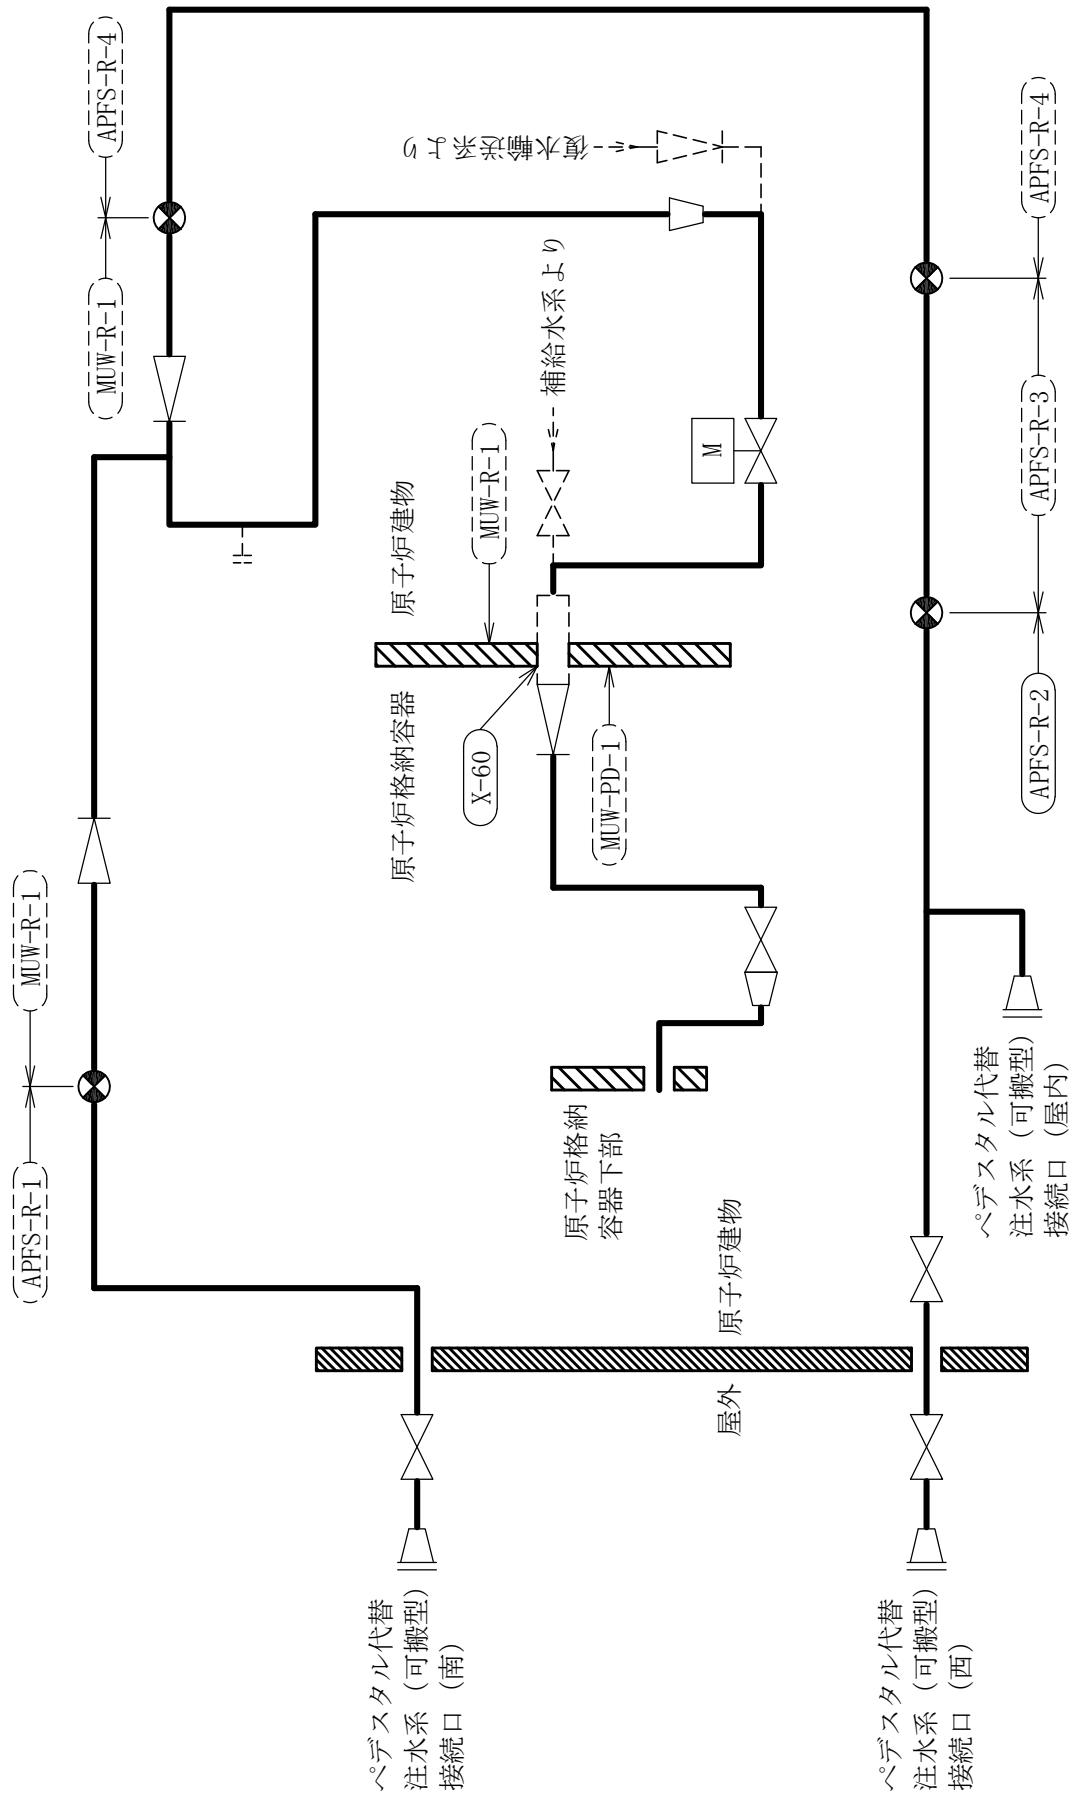 APFS-R-1
MUW-R-1
MUW-R-1
APFS-R-4
ペデスタル代替
注水系（可搬型）
接続口（南）
原子炉格納容器
原子炉建物
MUW-R-1
X-60
MUW-PD-1
補給水系より
復水輸送系より
M
原子炉格納
容器下部
屋外
原子炉建物
ペデスタル代替
注水系（可搬型）
接続口（西）
ペデスタル代替
注水系（可搬型）
接続口（屋内）
APFS-R-2
APFS-R-3
APFS-R-4